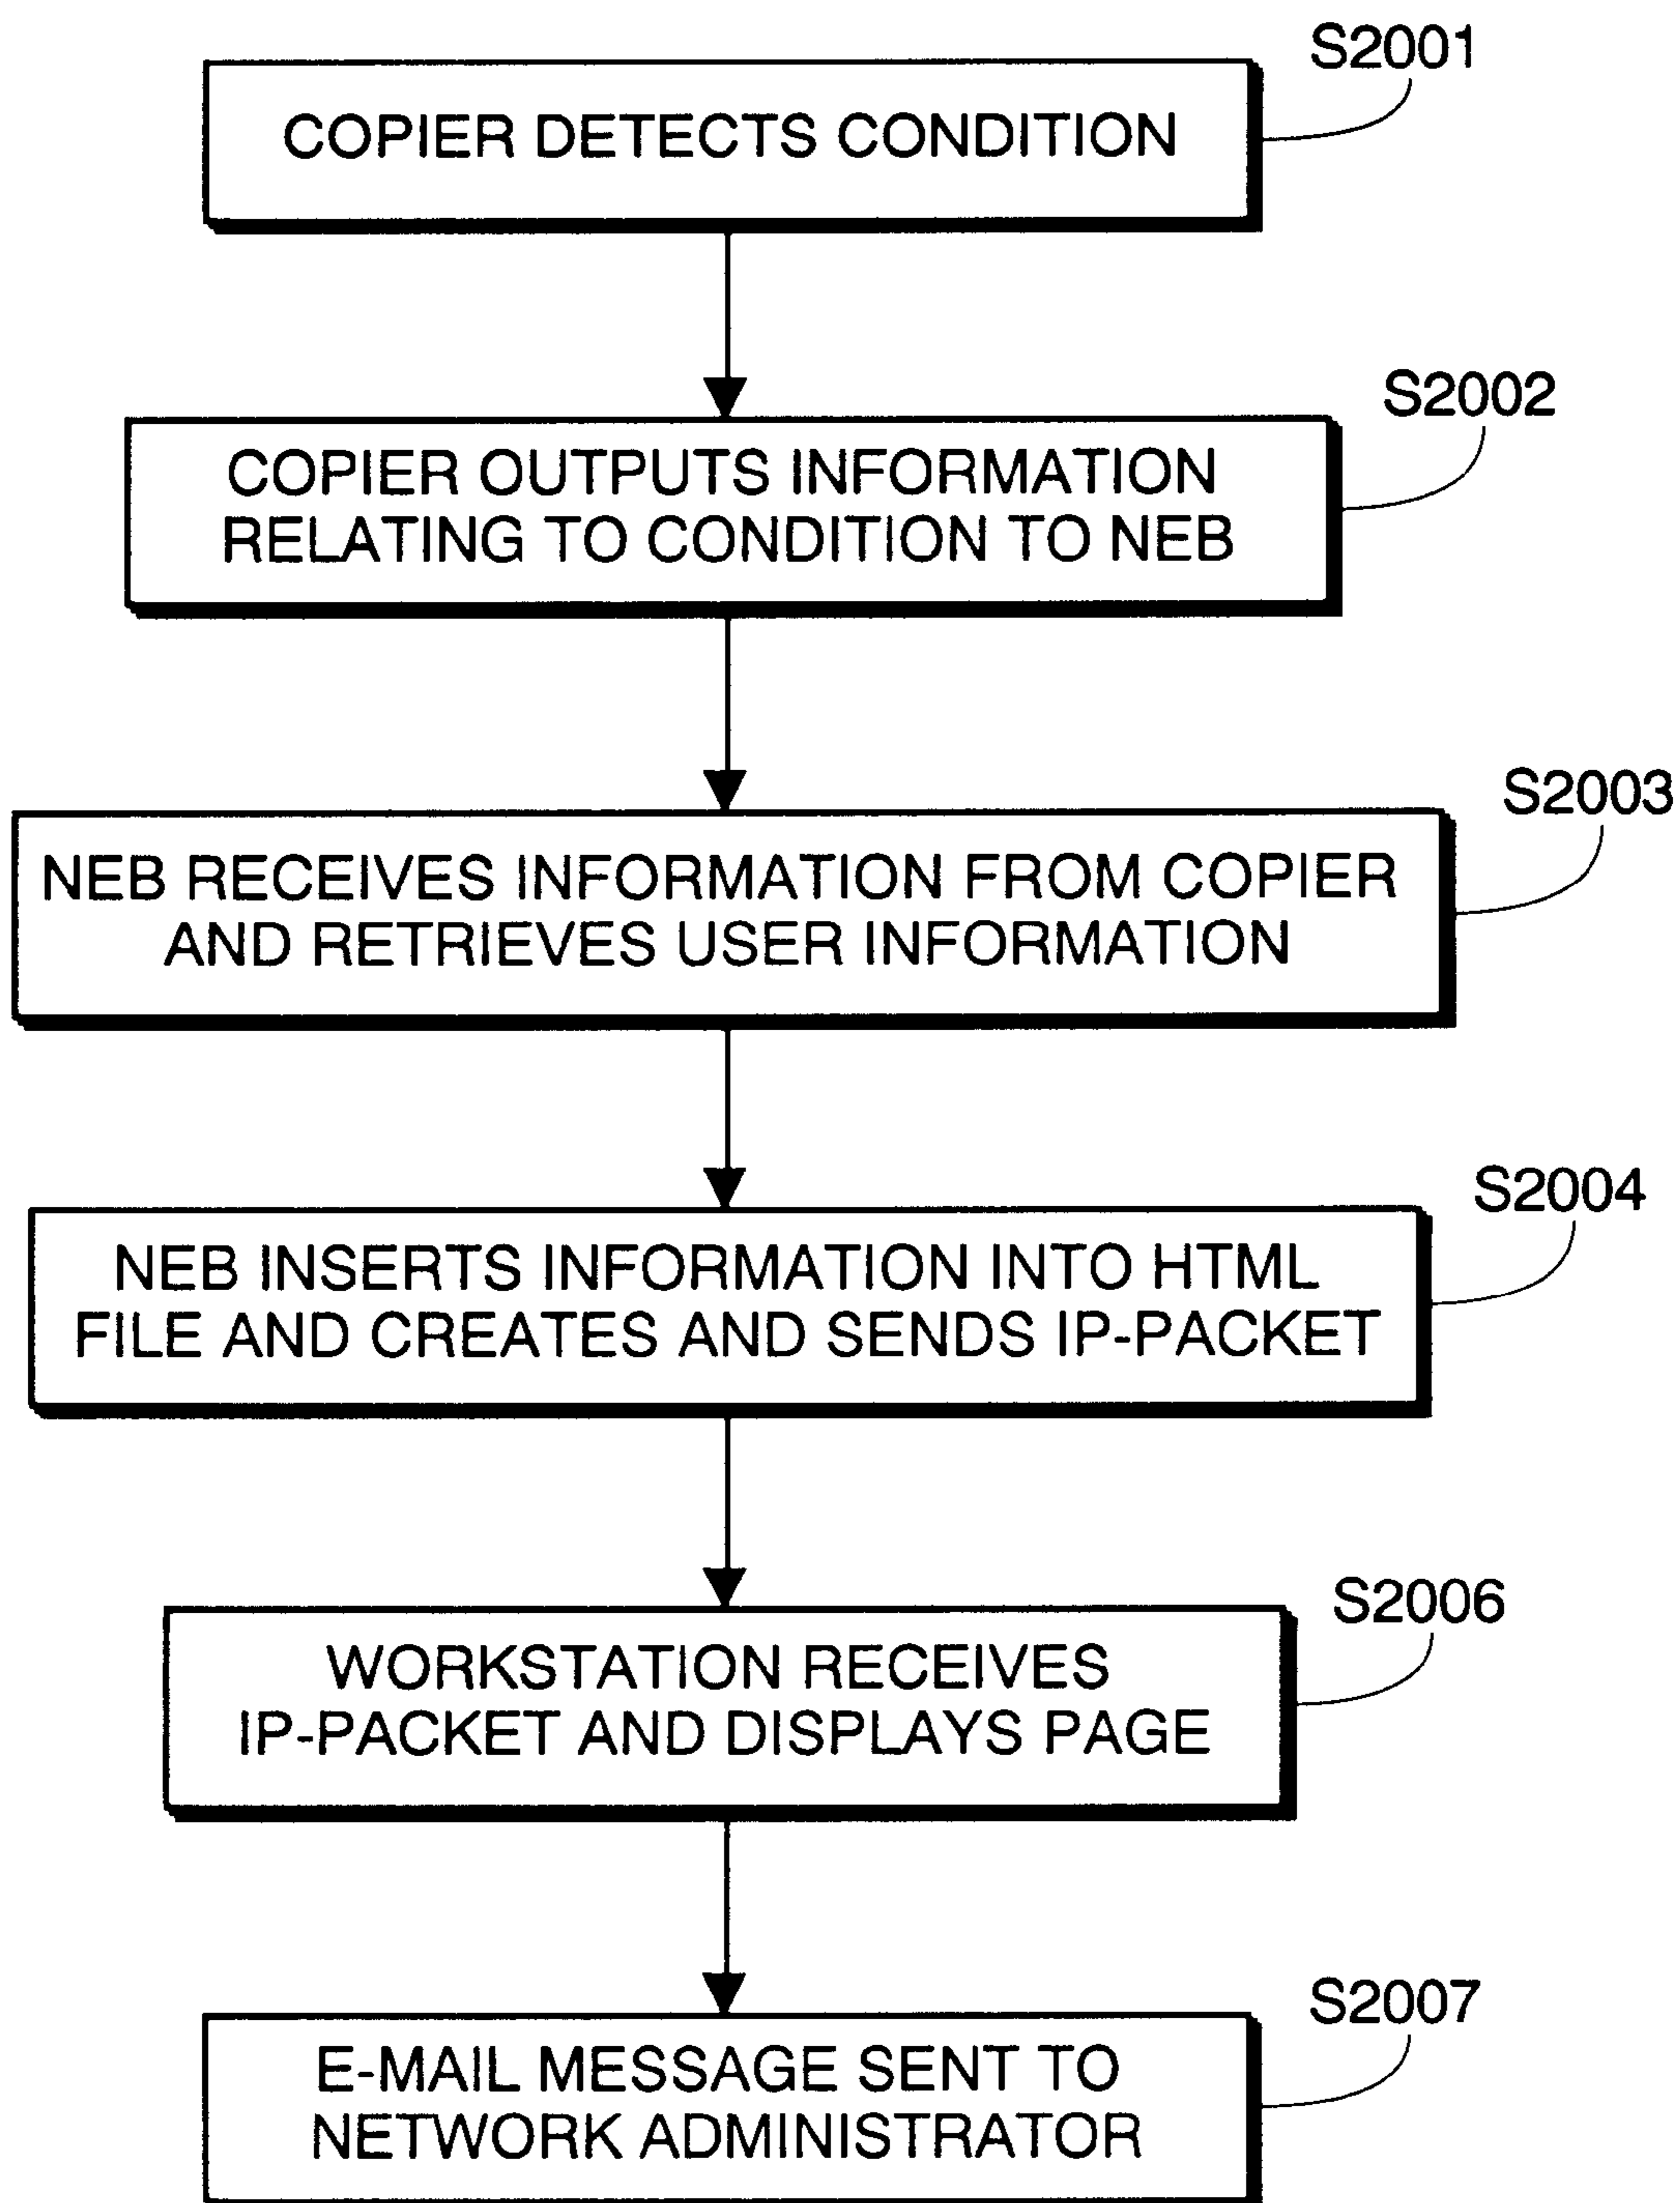 S2001
COPIER DETECTS CONDITION
S2002
COPIER OUTPUTS INFORMATION
RELATING TO CONDITION TO NEB
S2003
NEB RECEIVES INFORMATION FROM COPIER
AND RETRIEVES USER INFORMATION
S2004
NEB INSERTS INFORMATION INTO HTML
FILE AND CREATES AND SENDS IP-PACKET
S2006
WORKSTATION RECEIVES
IP-PACKET AND DISPLAYS PAGE
S2007
E-MAIL MESSAGE SENT TO
NETWORK ADMINISTRATOR